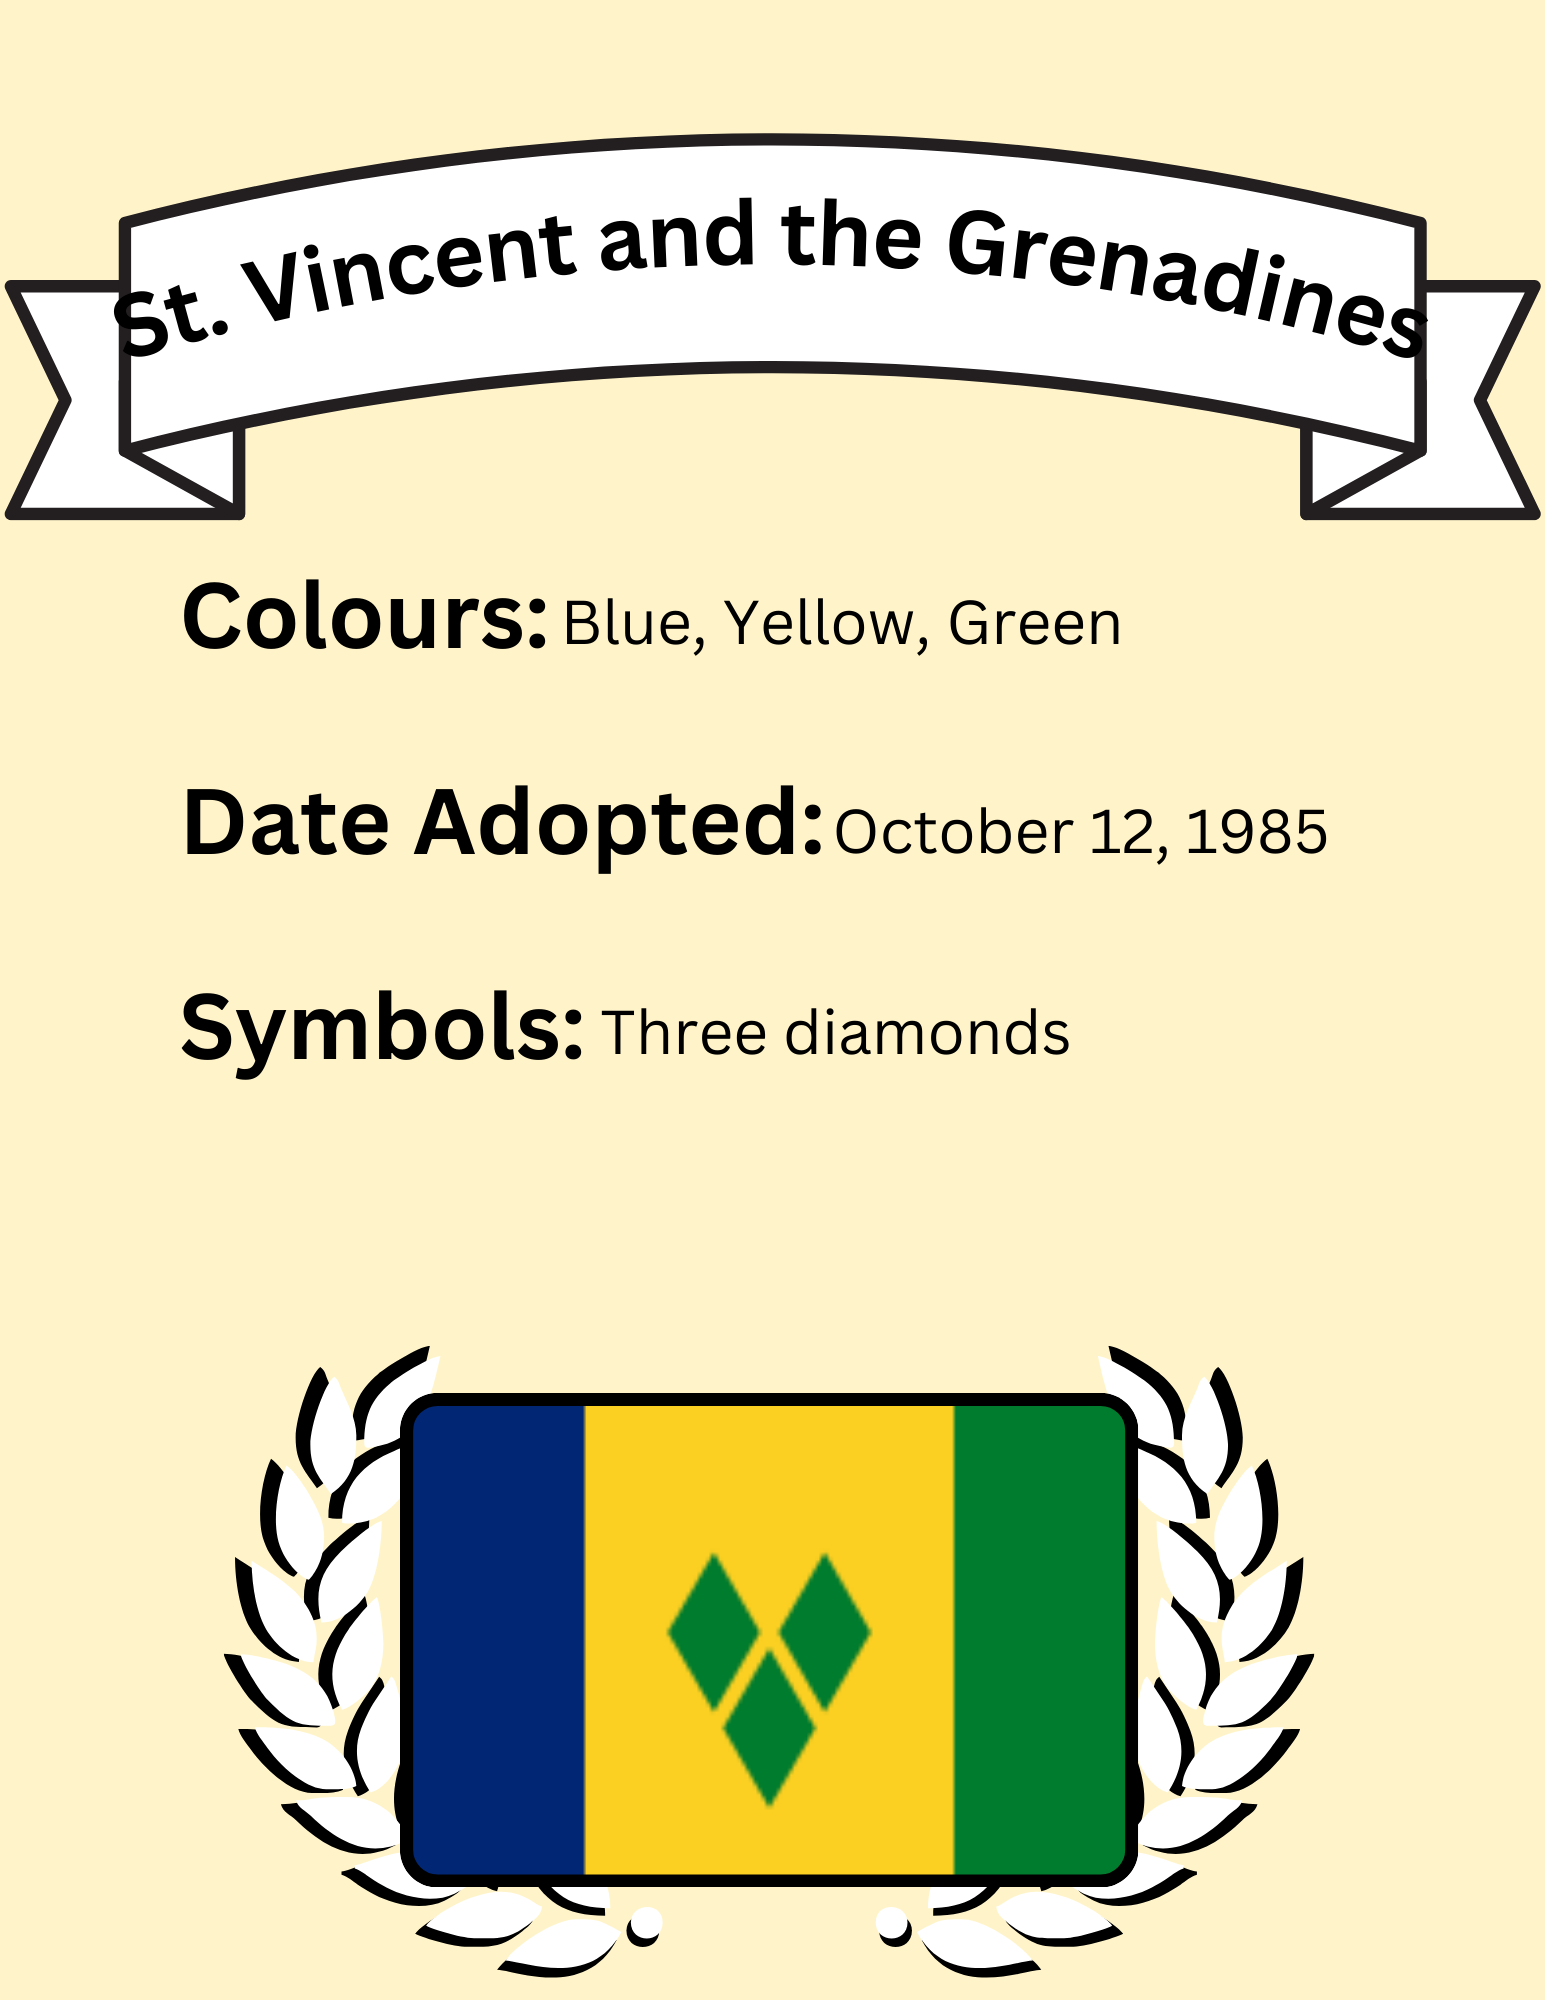 St. Vincent and the Grenadines
Colours: Blue, Yellow, Green
Date Adopted: October 12, 1985
Symbols: Three diamonds